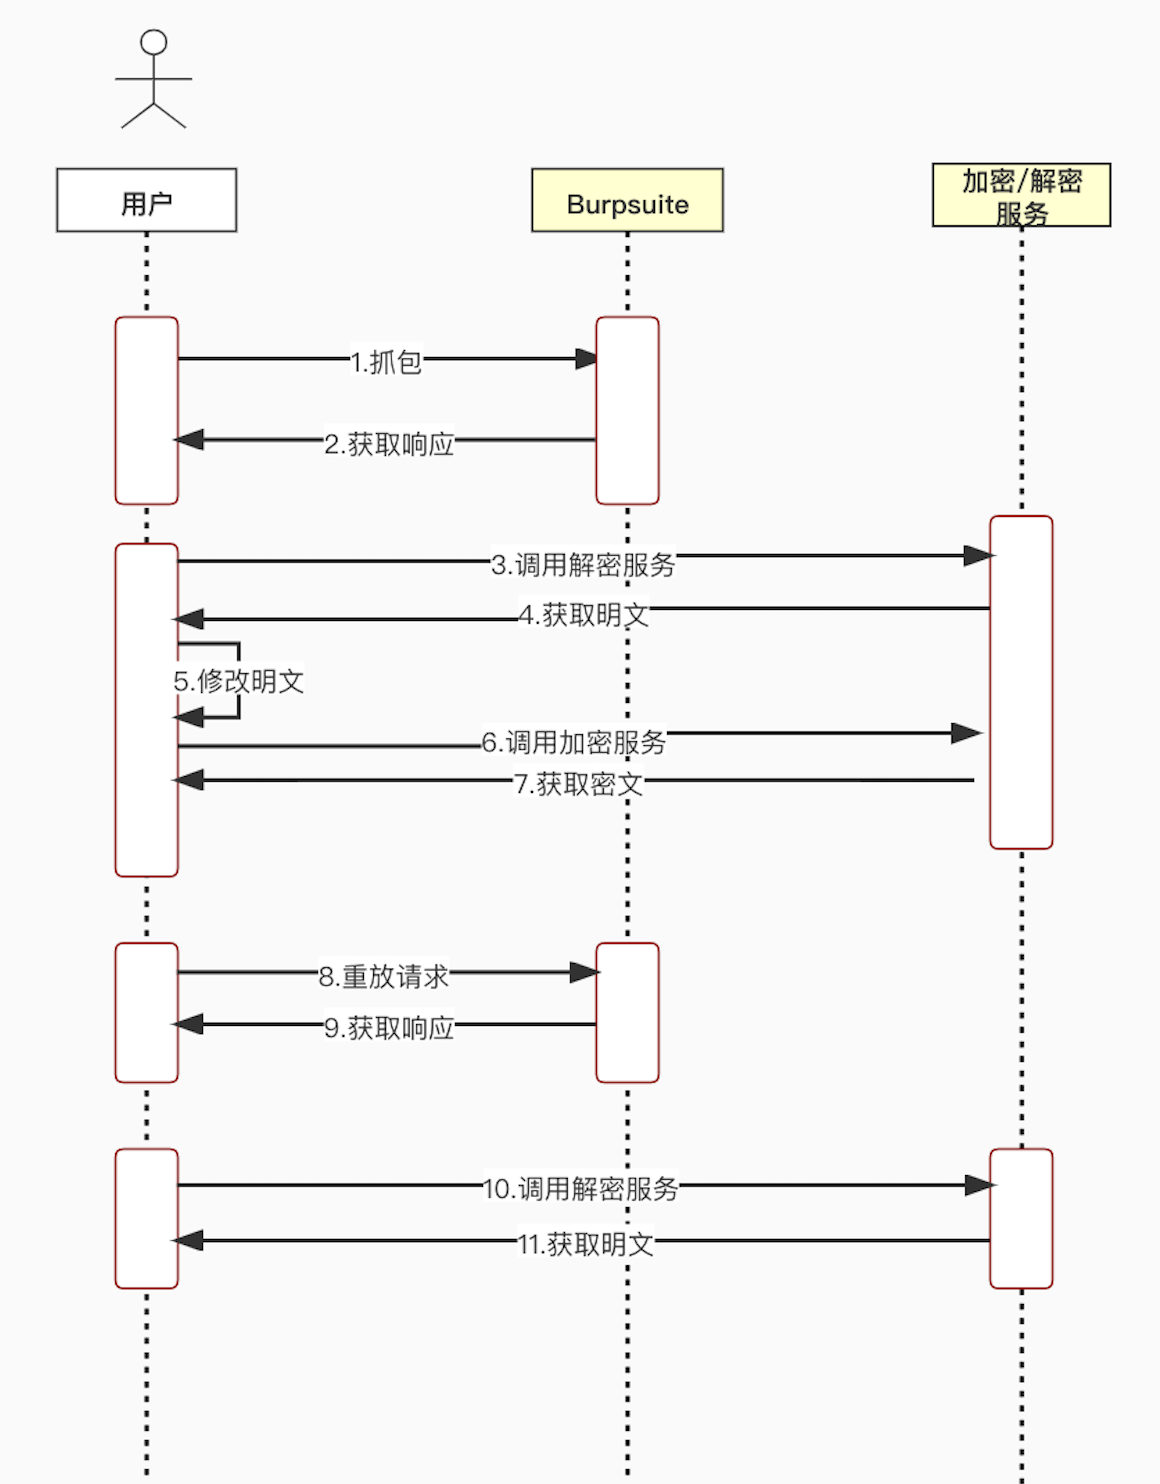 用户
Burpsuite
加密/解密
服务
1.抓包
2.获取响应
3.调用解密服务
4.获取明文
5.修改明文
6.调用加密服务
7.获取密文
8.重放请求
9.获取响应
10.调用解密服务
11.获取明文